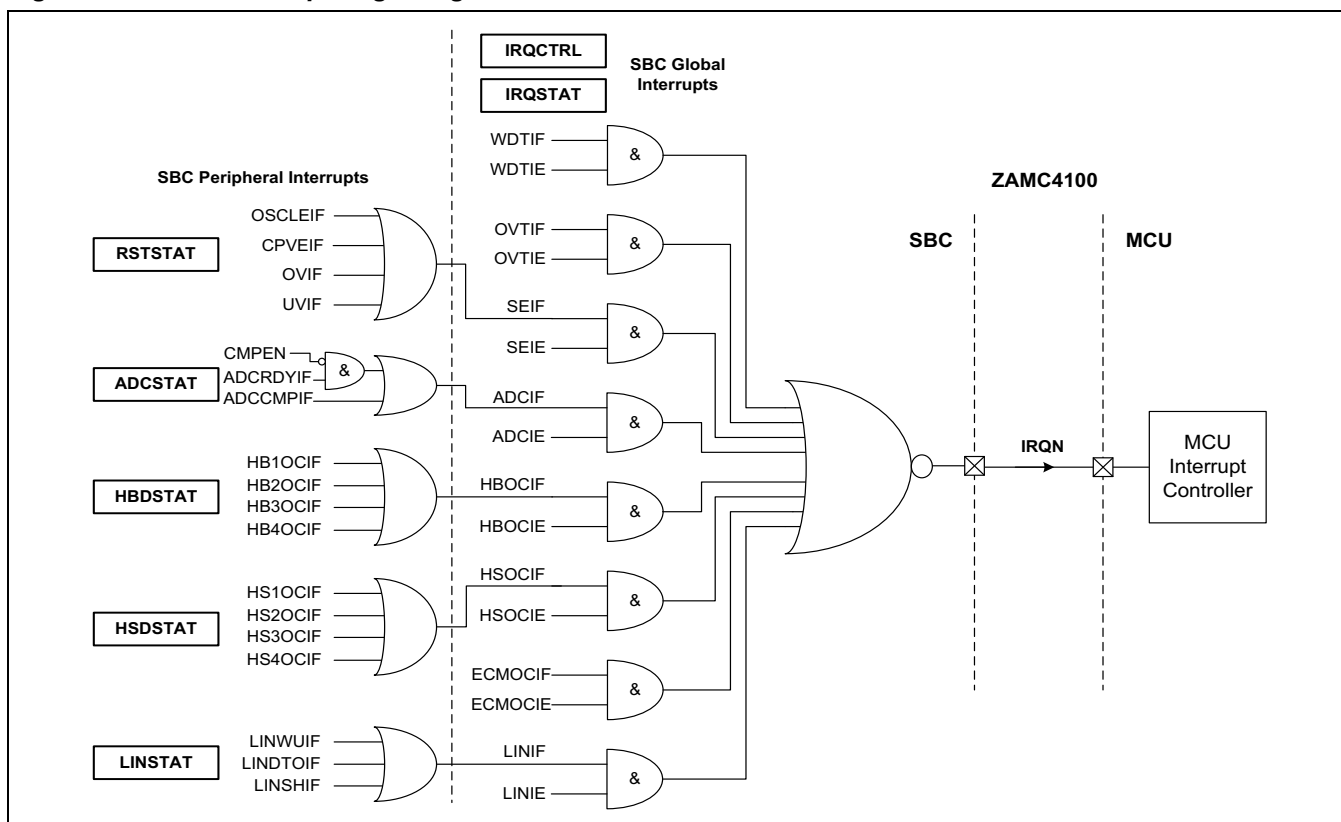 IRQCTRL
IRQSTAT
SBC Global
Interrupts
SBC Peripheral Interrupts
ZAMC4100
SBC
MCU
WDTIF
WDTIE
&
OVTIF
OVTIE
&
RSTSTAT
OSCLEIF
CPVEIF
OVIF
UVIF
SEIF
SEIE
&
ADCSTAT
CMPEN
ADCRDYIF
ADCCMPIF
&
ADCIF
ADCIE
&
HBDSTAT
HB1OCIF
HB2OCIF
HB3OCIF
HB4OCIF
HBOCIF
HBOCIE
&
HSDSTAT
HS1OCIF
HS2OCIF
HS3OCIF
HS4OCIF
HSOCIF
HSOCIE
&
ECMOCIF
ECMOCIE
&
LINSTAT
LINWUIF
LINDTOIF
LINSHIF
LINIF
LINIE
&
IRQN
MCU
Interrupt
Controller